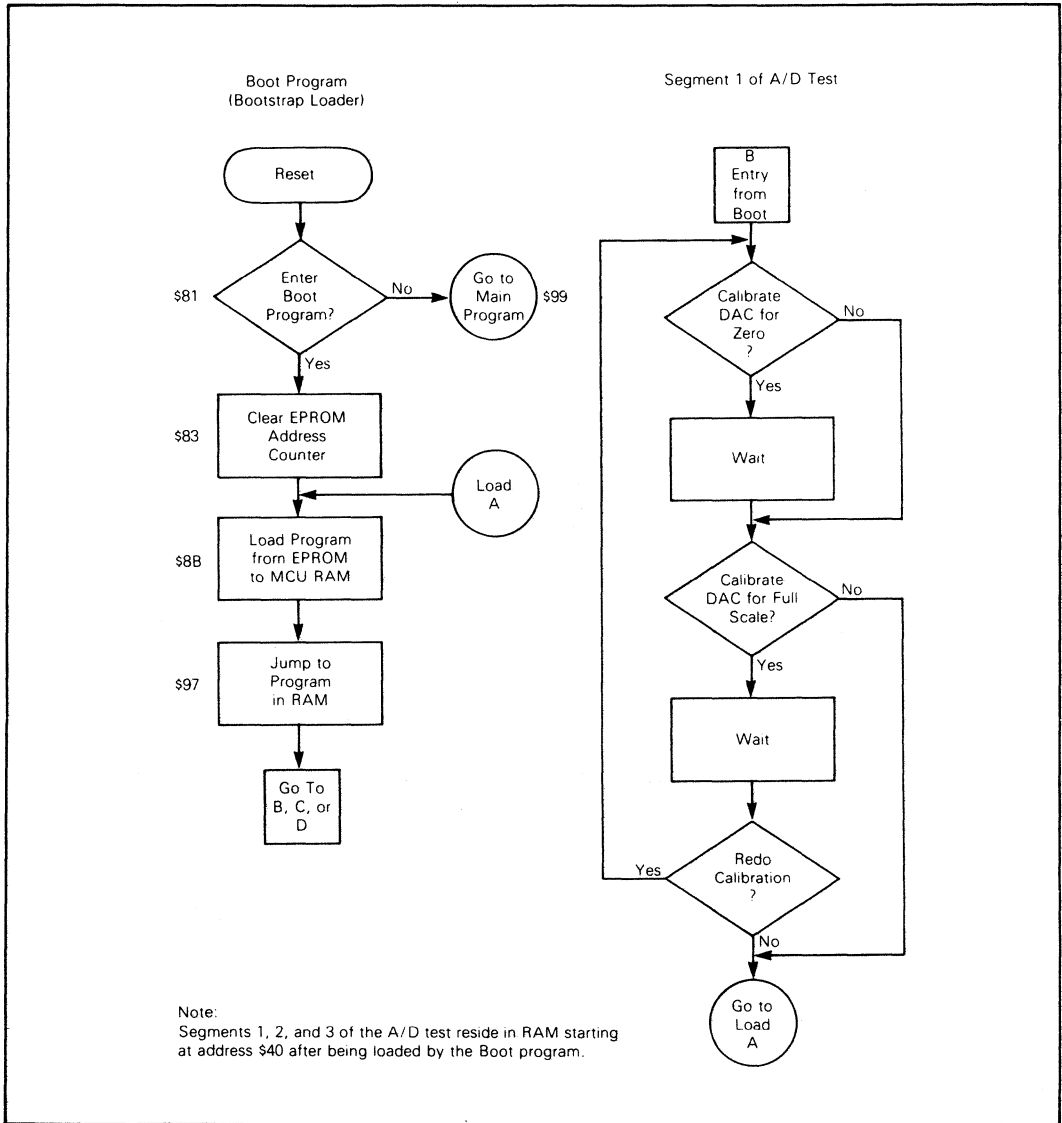 Boot Program
(Bootstrap Loader)
Reset
$81
Enter
Boot
Program?
No
Go to
Main
Program
$99
Yes
$83
Clear EPROM
Address
Counter
Load
A
$8B
Load Program
from EPROM
to MCU RAM
$97
Jump to
Program
in RAM
Go To
B, C, or
D
Segment 1 of A/D Test
B
Entry
from
Boot
Calibrate
DAC for
Zero
?
No
Yes
Wait
Calibrate
DAC for Full
Scale?
No
Yes
Wait
Redo
Calibration
?
Yes
No
Go to
Load
A
Note:
Segments 1, 2, and 3 of the A/D test reside in RAM starting
at address $40 after being loaded by the Boot program.